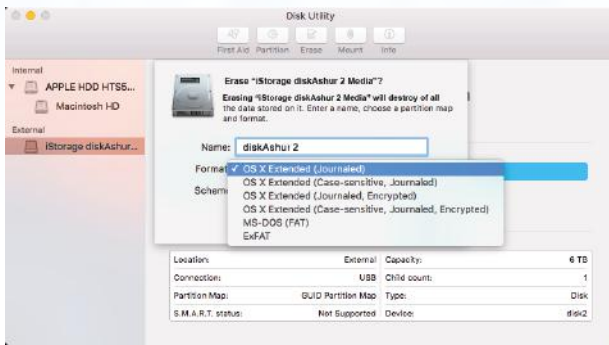 Disk Utility
First Aid Partition Erase Mount Info
Internal
APPLE HDD HTS5...
Macintosh HD
External
iStorage diskAshur...
Erase "iStorage diskAshur 2 Media"?
Erasing "iStorage diskAshur 2 Media" will destroy of all
the data stored on it. Enter a name, choose a partition map
and format.
Name: diskAshur 2
Format ✓ OS X Extended (Journaled)
OS X Extended (Case-sensitive, Journaled)
Schem
OS X Extended (Journaled, Encrypted)
OS X Extended (Case-sensitive, Journaled, Encrypted)
MS-DOS (FAT)
ExFAT
Location: External Capacity: 6 TB
Connection: USB Child count: 1
Partition Map: GUID Partition Map Type: Disk
S.M.A.R.T. status: Not Supported Device: disk2